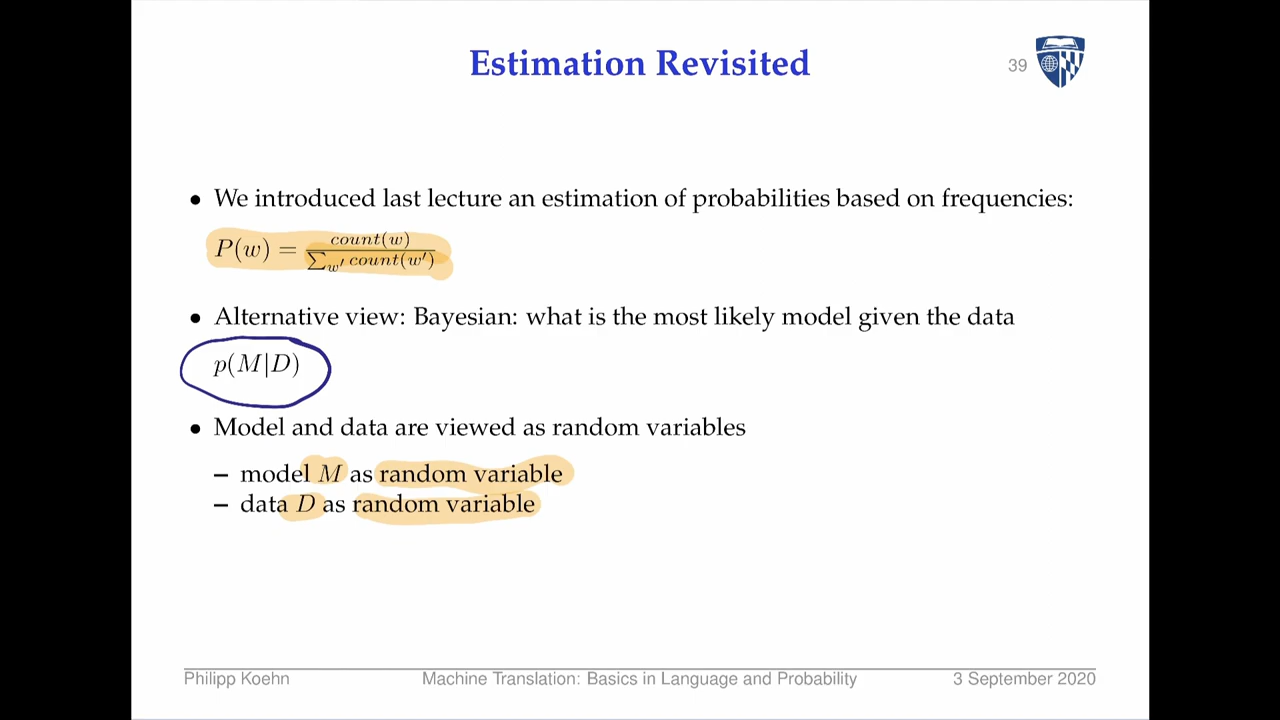 Estimation Revisited
39
• We introduced last lecture an estimation of probabilities based on frequencies:
P(w) = count(w) / ∑w′ count(w′)
• Alternative view: Bayesian: what is the most likely model given the data
p(M|D)
• Model and data are viewed as random variables
– model M as random variable
– data D as random variable
Philipp Koehn Machine Translation: Basics in Language and Probability 3 September 2020